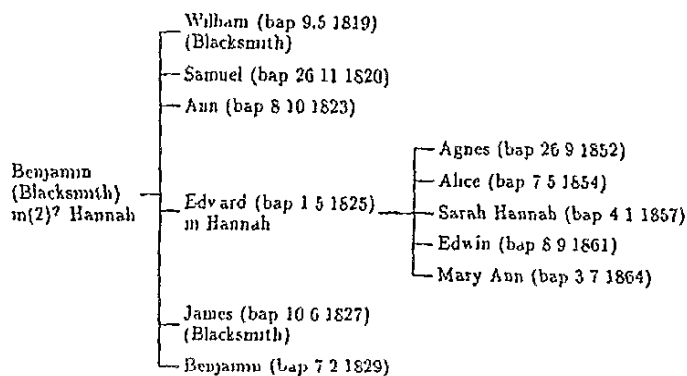 William (bap 9.5 1819)
(Blacksmith)
Samuel (bap 26 11 1820)
Ann (bap 8 10 1823)
Benjamin
(Blacksmith)
m(2)? Hannah
Edward (bap 1 5 1825)
m Hannah
Agnes (bap 26 9 1852)
Alice (bap 7 5 1854)
Sarah Hannah (bap 4 1 1857)
Edwin (bap 8 9 1861)
Mary Ann (bap 3 7 1864)
James (bap 10 6 1827)
(Blacksmith)
Benjamin (bap 7 2 1829)